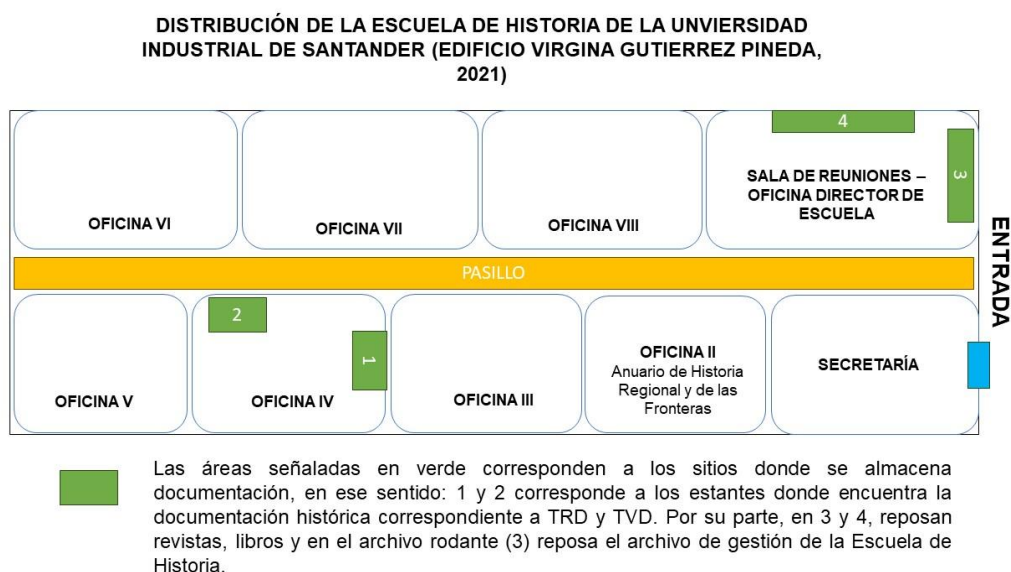 DISTRIBUCIÓN DE LA ESCUELA DE HISTORIA DE LA UNVIERSIDAD
INDUSTRIAL DE SANTANDER (EDIFICIO VIRGINA GUTIERREZ PINEDA,
2021)
4
3
SALA DE REUNIONES –
OFICINA DIRECTOR DE
ESCUELA
OFICINA VI
OFICINA VII
OFICINA VIII
ENTRADA
PASILLO
2
1
OFICINA V
OFICINA IV
OFICINA III
OFICINA II
Anuario de Historia
Regional y de las
Fronteras
SECRETARÍA
Las áreas señaladas en verde corresponden a los sitios donde se almacena
documentación, en ese sentido: 1 y 2 corresponde a los estantes donde encuentra la
documentación histórica correspondiente a TRD y TVD. Por su parte, en 3 y 4, reposan
revistas, libros y en el archivo rodante (3) reposa el archivo de gestión de la Escuela de
Historia.